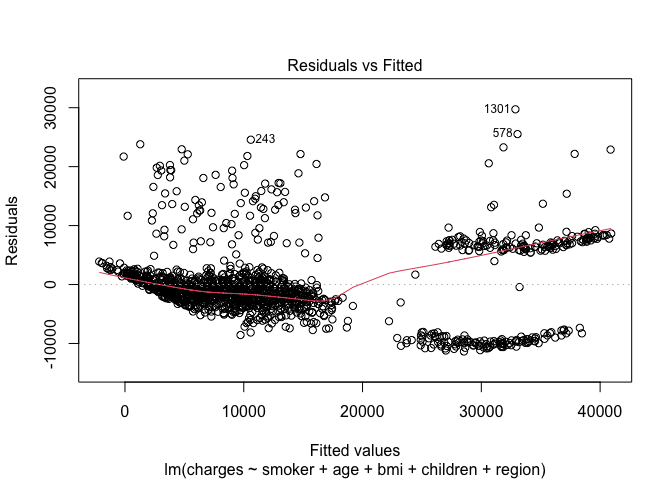 Residuals vs Fitted
30000
20000
10000
0
-10000
Residuals
1301
578
243
0 10000 20000 30000 40000
Fitted values
lm(charges ~ smoker + age + bmi + children + region)